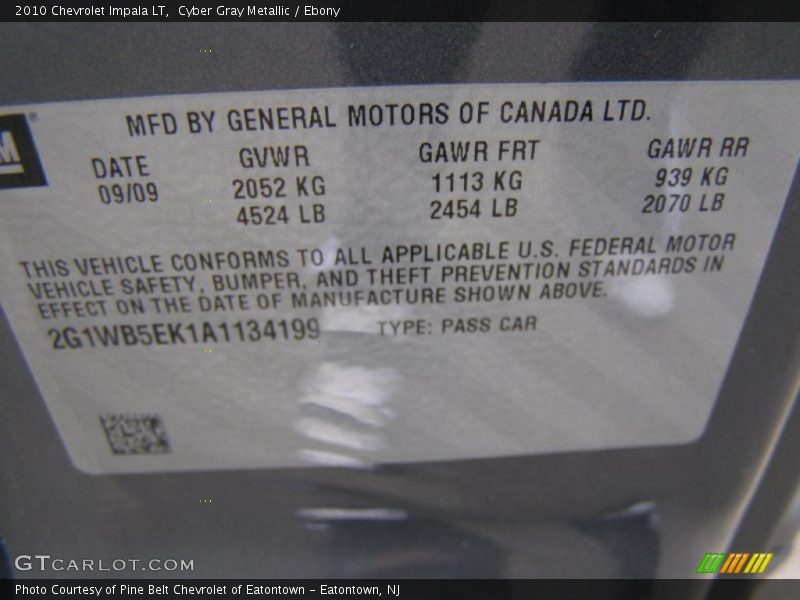 2010 Chevrolet Impala LT,  Cyber Gray Metallic / Ebony
MFD BY GENERAL MOTORS OF CANADA LTD.
DATE GVWR GAWR FRT GAWR RR
09/09 2052 KG 1113 KG 939 KG
4524 LB 2454 LB 2070 LB
THIS VEHICLE CONFORMS TO ALL APPLICABLE U.S. FEDERAL MOTOR
VEHICLE SAFETY, BUMPER, AND THEFT PREVENTION STANDARDS IN
EFFECT ON THE DATE OF MANUFACTURE SHOWN ABOVE.
2G1WB5EK1A1134199 TYPE: PASS CAR
GTCARLOT.COM
Photo Courtesy of Pine Belt Chevrolet of Eatontown – Eatontown, NJ